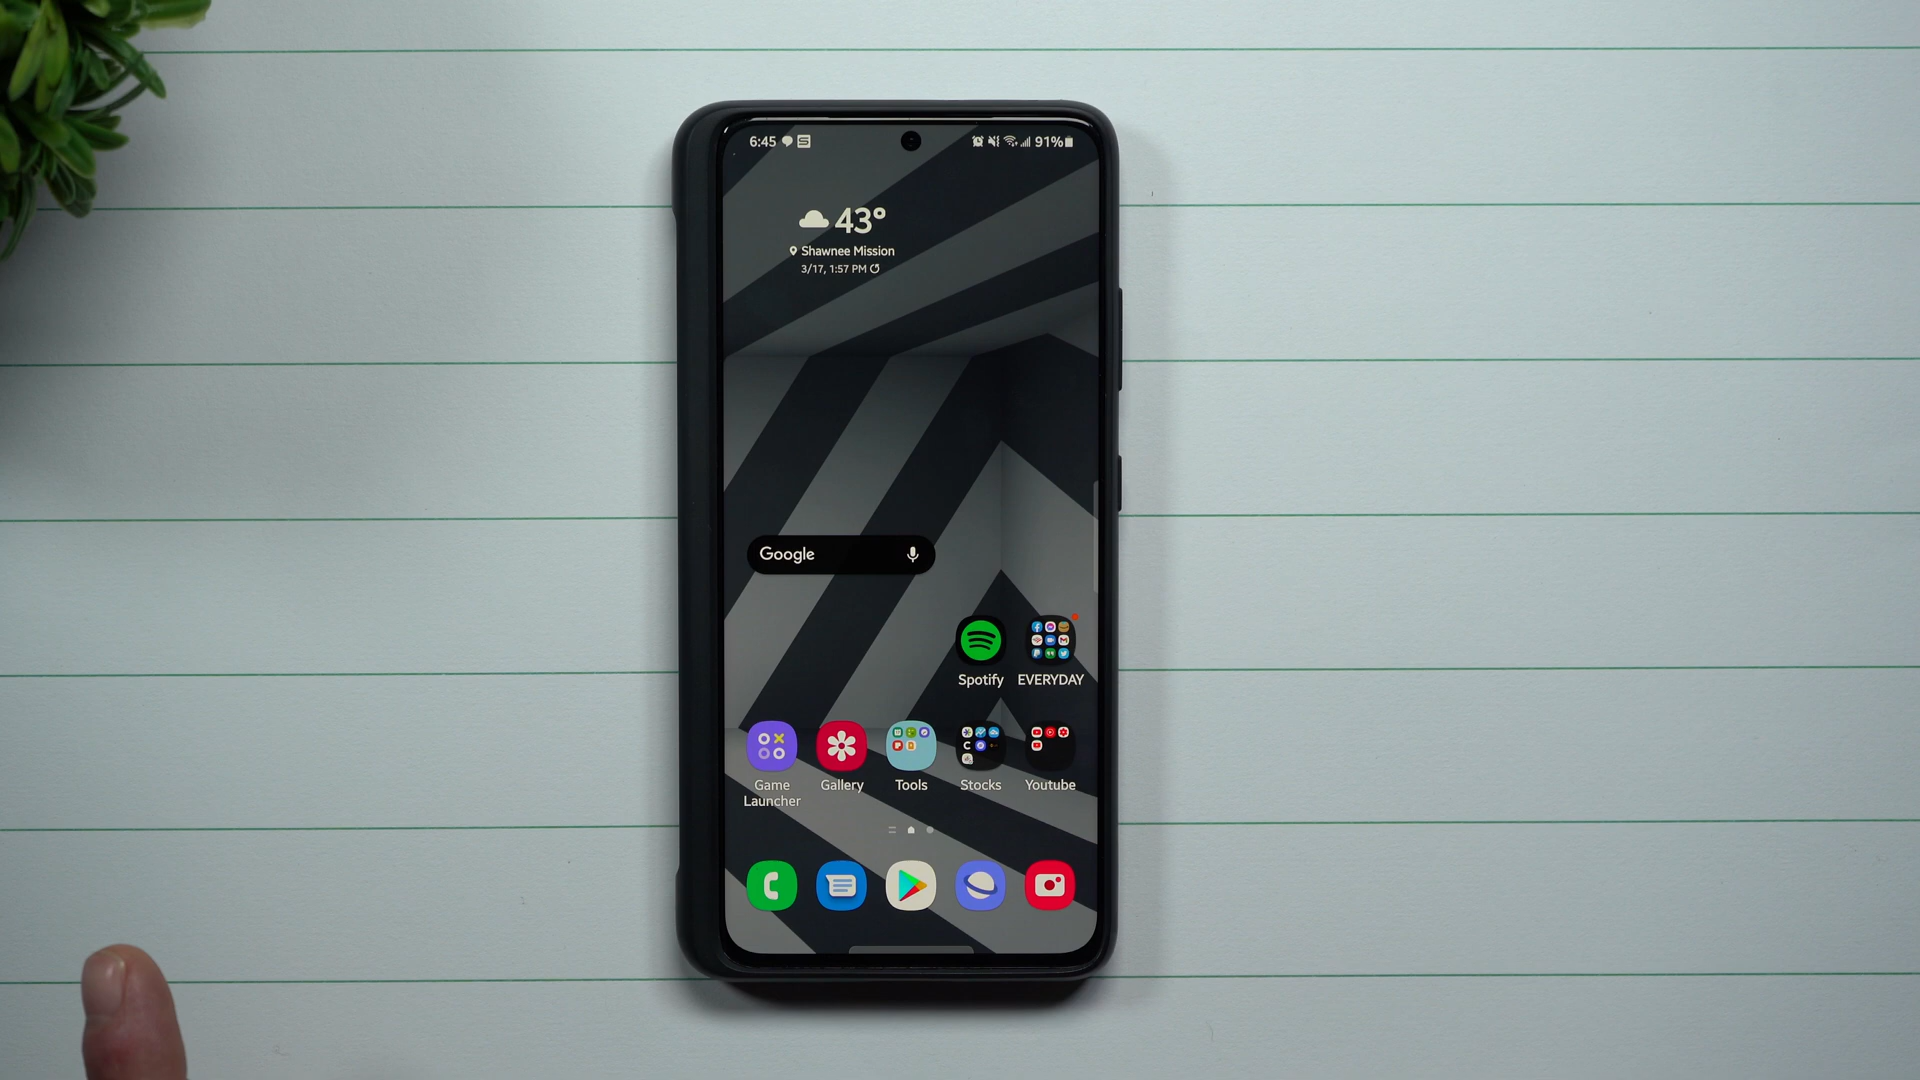 6:45 91%
43°
Shawnee Mission
3/17, 1:57 PM
Google
Spotify EVERYDAY
Game Launcher Gallery Tools Stocks Youtube